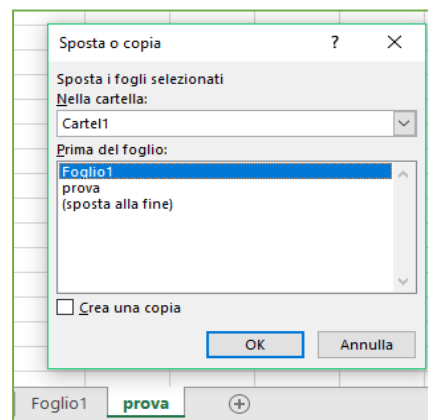 Sposta o copia ? ×
Sposta i fogli selezionati
Nella cartella:
Cartel1
Prima del foglio:
Foglio1
prova
(sposta alla fine)
Crea una copia
OK Annulla
Foglio1 prova